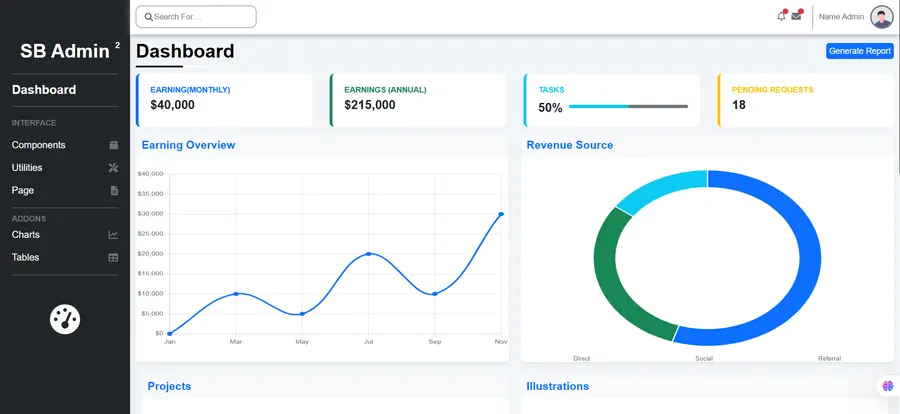 SB Admin 2
Dashboard
INTERFACE
Components
Utilities
Page
ADDONS
Charts
Tables
Search For...
Name Admin
Dashboard
Generate Report
EARNING(MONTHLY)
$40,000
EARNINGS (ANNUAL)
$215,000
TASKS
50%
PENDING REQUESTS
18
Earning Overview
$40,000
$35,000
$30,000
$25,000
$20,000
$15,000
$10,000
$5,000
$0
Jan Mar May Jul Sep Nov
Revenue Source
Direct Social Referral
Projects
Illustrations